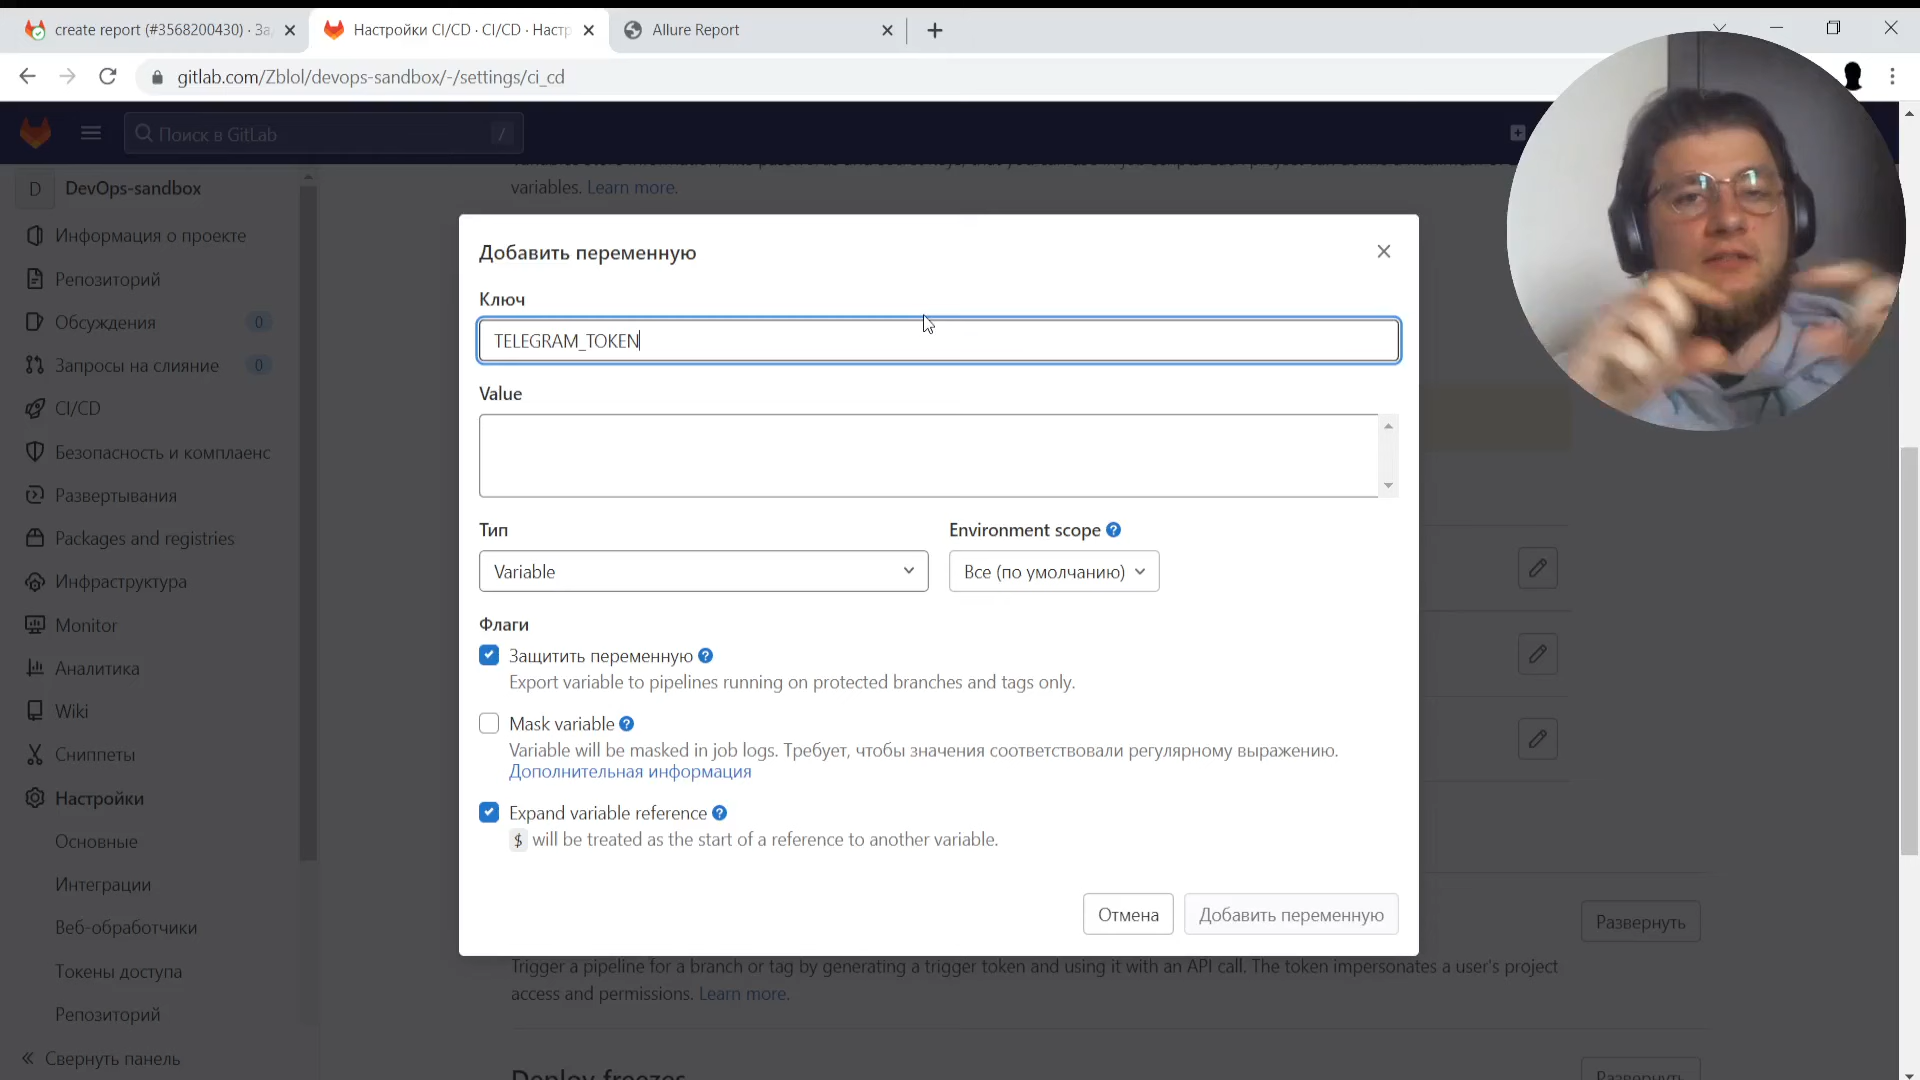 create report (#3568200430) · За
Настройки CI/CD · CI/CD · Настр
Allure Report
gitlab.com/Zblol/devops-sandbox/-/settings/ci_cd
Поиск в GitLab
/
variables. Learn more.
D DevOps-sandbox
Информация о проекте
Репозиторий
Обсуждения 0
Запросы на слияние 0
CI/CD
Безопасность и комплаенс
Развертывания
Packages and registries
Инфраструктура
Monitor
Аналитика
Wiki
Сниппеты
Настройки
Основные
Интеграции
Веб-обработчики
Токены доступа
Репозиторий
Свернуть панель
Добавить переменную
Ключ
TELEGRAM_TOKEN
Value
Тип
Environment scope
Variable
Все (по умолчанию)
Флаги
Защитить переменную
Export variable to pipelines running on protected branches and tags only.
Mask variable
Variable will be masked in job logs. Требует, чтобы значения соответствовали регулярному выражению.
Дополнительная информация
Expand variable reference
$ will be treated as the start of a reference to another variable.
Отмена
Добавить переменную
Развернуть
Trigger a pipeline for a branch or tag by generating a trigger token and using it with an API call. The token impersonates a user's project
access and permissions. Learn more.
Deploy freezes
Развернуть